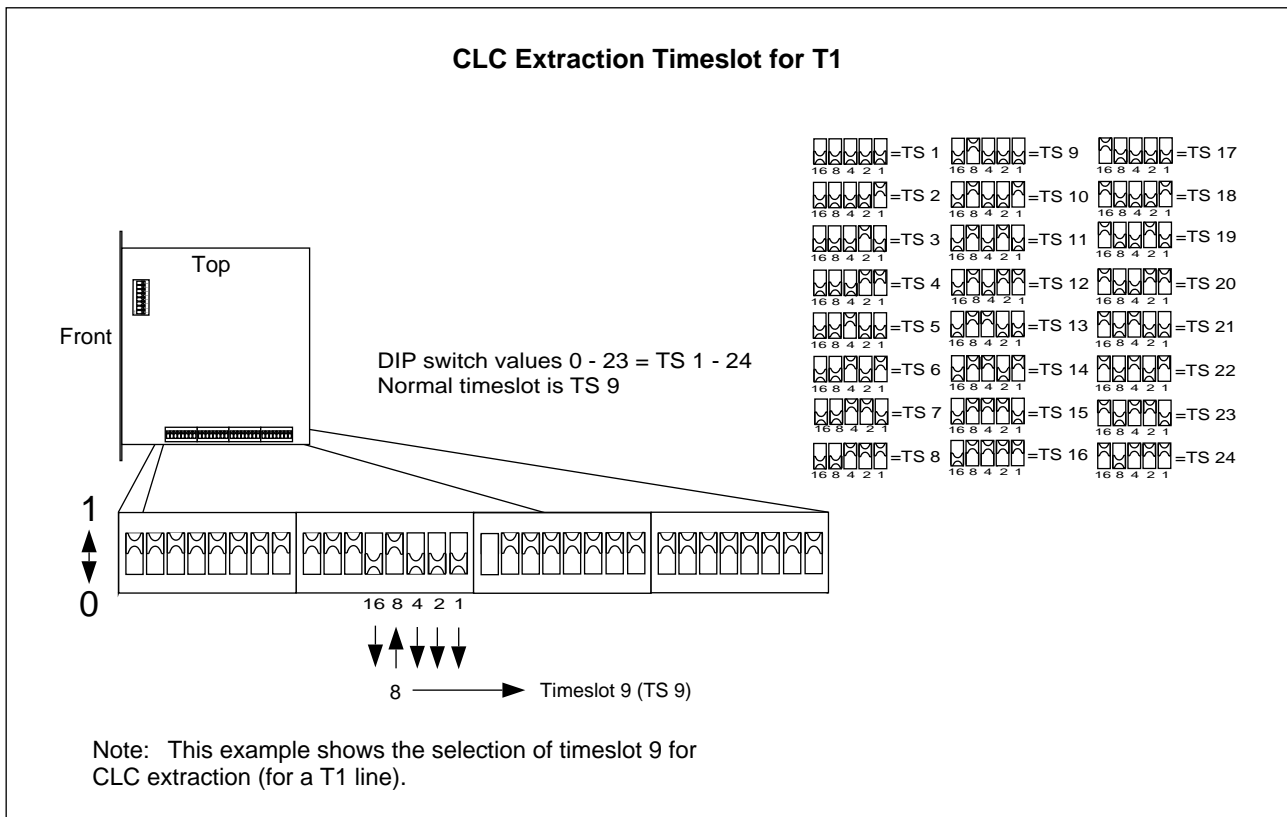 CLC Extraction Timeslot for T1
=TS 1 =TS 9 =TS 17
16 8 4 2 1 16 8 4 2 1 16 8 4 2 1
=TS 2 =TS 10 =TS 18
16 8 4 2 1 16 8 4 2 1 16 8 4 2 1
=TS 3 =TS 11 =TS 19
16 8 4 2 1 16 8 4 2 1 16 8 4 2 1
=TS 4 =TS 12 =TS 20
16 8 4 2 1 16 8 4 2 1 16 8 4 2 1
=TS 5 =TS 13 =TS 21
16 8 4 2 1 16 8 4 2 1 16 8 4 2 1
=TS 6 =TS 14 =TS 22
16 8 4 2 1 16 8 4 2 1 16 8 4 2 1
=TS 7 =TS 15 =TS 23
16 8 4 2 1 16 8 4 2 1 16 8 4 2 1
=TS 8 =TS 16 =TS 24
16 8 4 2 1 16 8 4 2 1 16 8 4 2 1
Top
Front
DIP switch values 0 - 23 = TS 1 - 24
Normal timeslot is TS 9
1
0
16 8 4 2 1
8 Timeslot 9 (TS 9)
Note: This example shows the selection of timeslot 9 for
CLC extraction (for a T1 line).